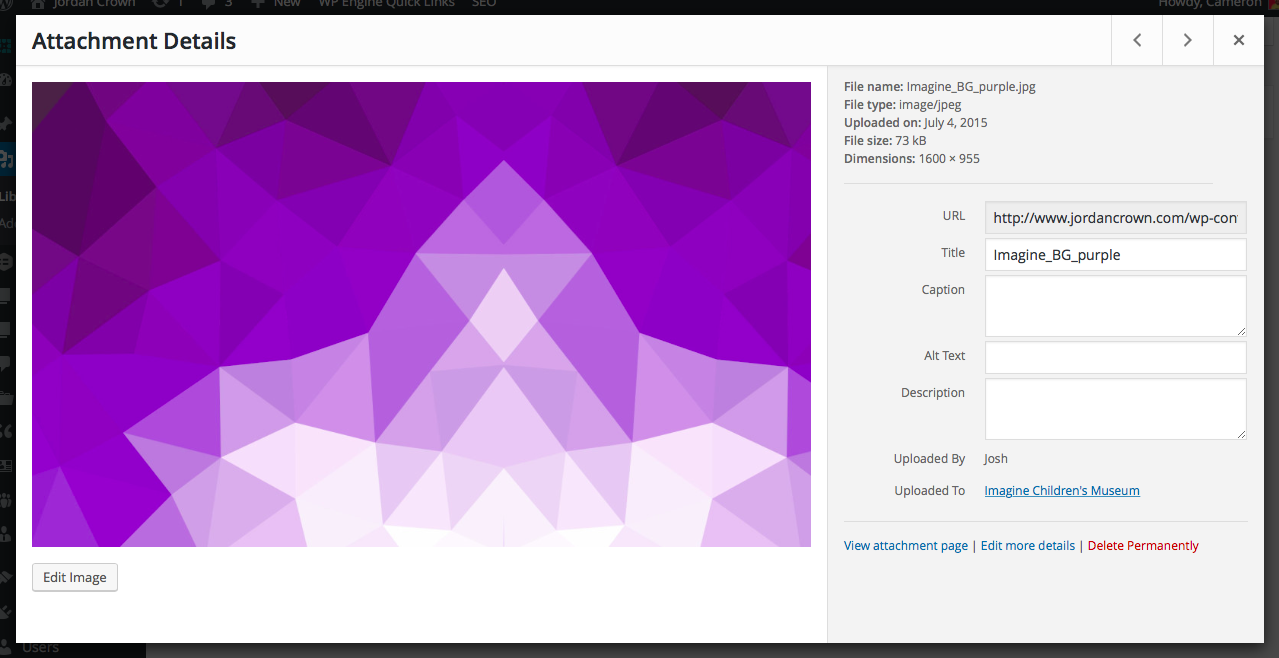 Jordan Crown 1 3 New WP Engine Quick Links SEO Howdy, Cameron
Attachment Details
File name: Imagine_BG_purple.jpg
File type: image/jpeg
Uploaded on: July 4, 2015
File size: 73 kB
Dimensions: 1600 × 955
URL http://www.jordancrown.com/wp-con
Title Imagine_BG_purple
Caption
Alt Text
Description
Uploaded By Josh
Uploaded To Imagine Children's Museum
View attachment page | Edit more details | Delete Permanently
Edit Image
Lib
Ad
Users